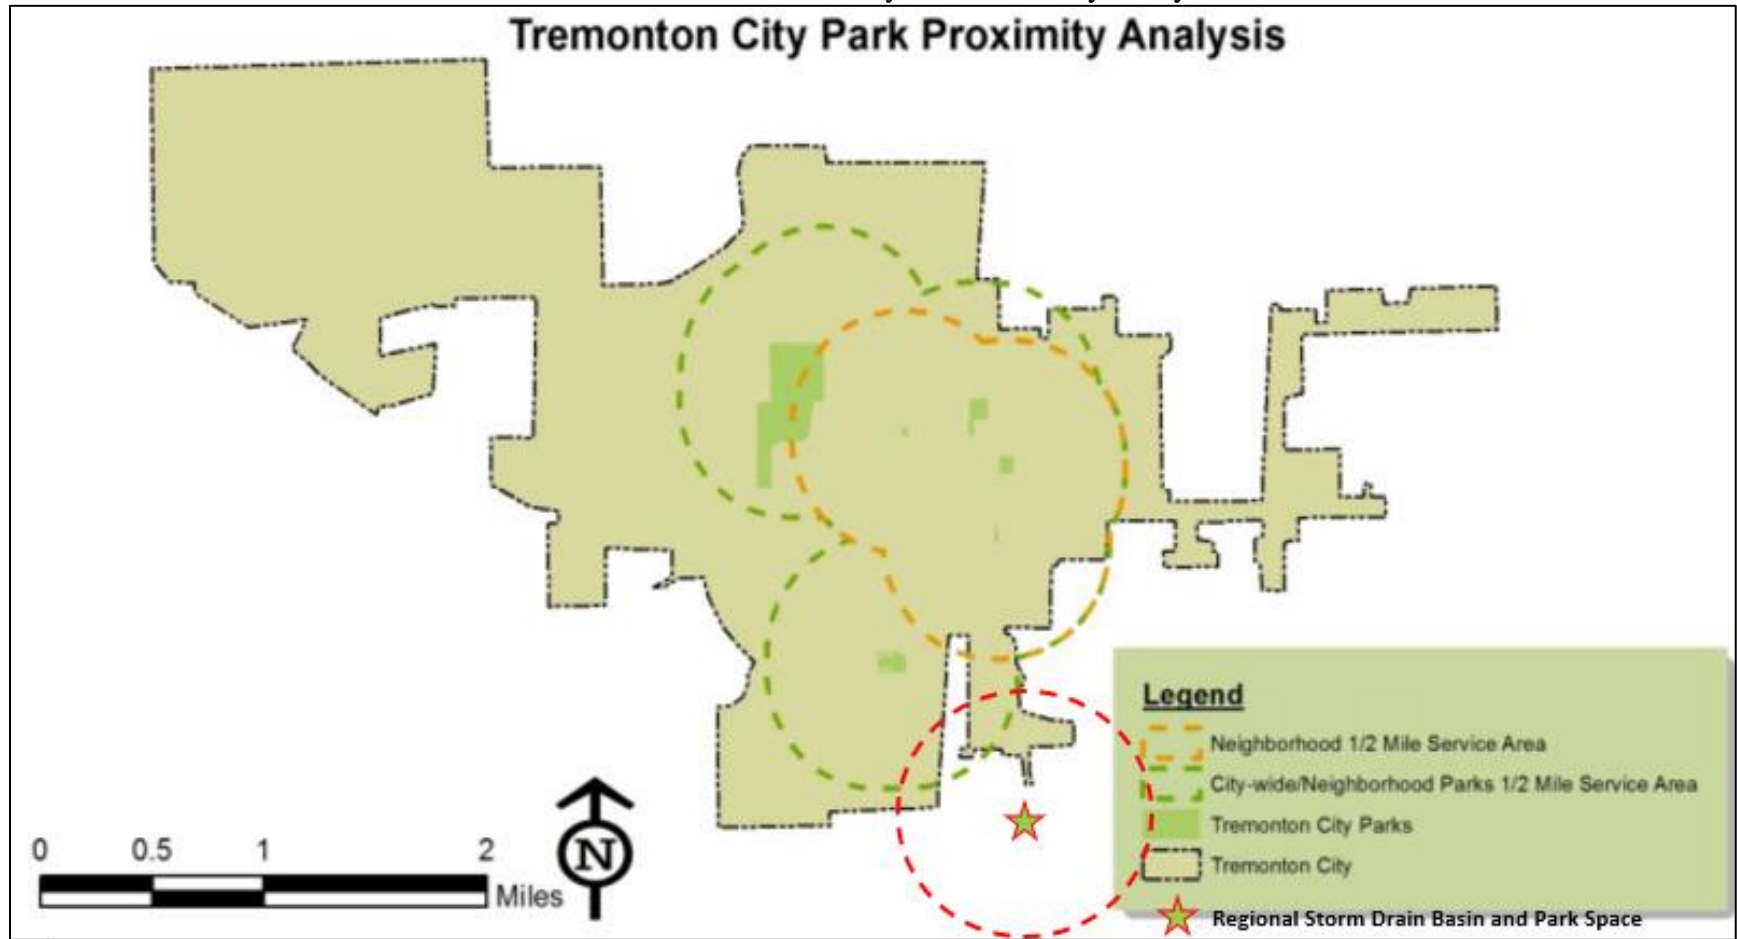 Tremonton City Park Proximity Analysis
Legend
Neighborhood 1/2 Mile Service Area
City-wide/Neighborhood Parks 1/2 Mile Service Area
Tremonton City Parks
Tremonton City
Regional Storm Drain Basin and Park Space
0 0.5 1 2
Miles
N